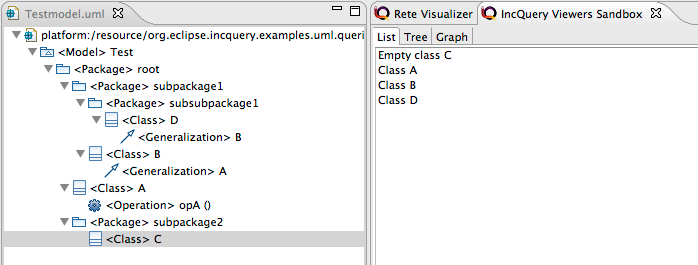 Testmodel.uml
platform:/resource/org.eclipse.incquery.examples.uml.queri
<Model> Test
<Package> root
<Package> subpackage1
<Package> subsubpackage1
<Class> D
<Generalization> B
<Class> B
<Generalization> A
<Class> A
<Operation> opA ()
<Package> subpackage2
<Class> C
Rete Visualizer
IncQuery Viewers Sandbox
List
Tree
Graph
Empty class C
Class A
Class B
Class D